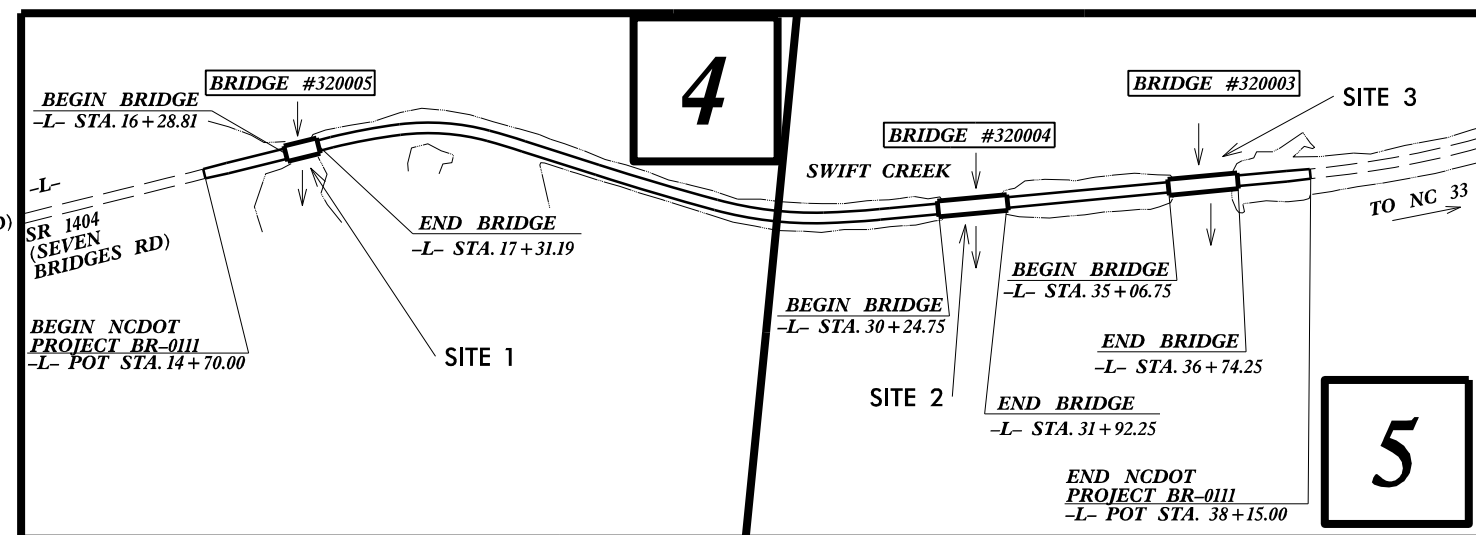 BRIDGE #320005
BEGIN BRIDGE
–L– STA. 16+28.81
4
–L–
D)
SR 1404
(SEVEN
BRIDGES RD)
END BRIDGE
–L– STA. 17+31.19
BEGIN NCDOT
PROJECT BR–0111
–L– POT STA. 14+70.00
SITE 1
BRIDGE #320003
SITE 3
BRIDGE #320004
SWIFT CREEK
TO NC 33
BEGIN BRIDGE
–L– STA. 35+06.75
BEGIN BRIDGE
–L– STA. 30+24.75
END BRIDGE
–L– STA. 36+74.25
SITE 2
END BRIDGE
–L– STA. 31+92.25
END NCDOT
PROJECT BR–0111
–L– POT STA. 38+15.00
5